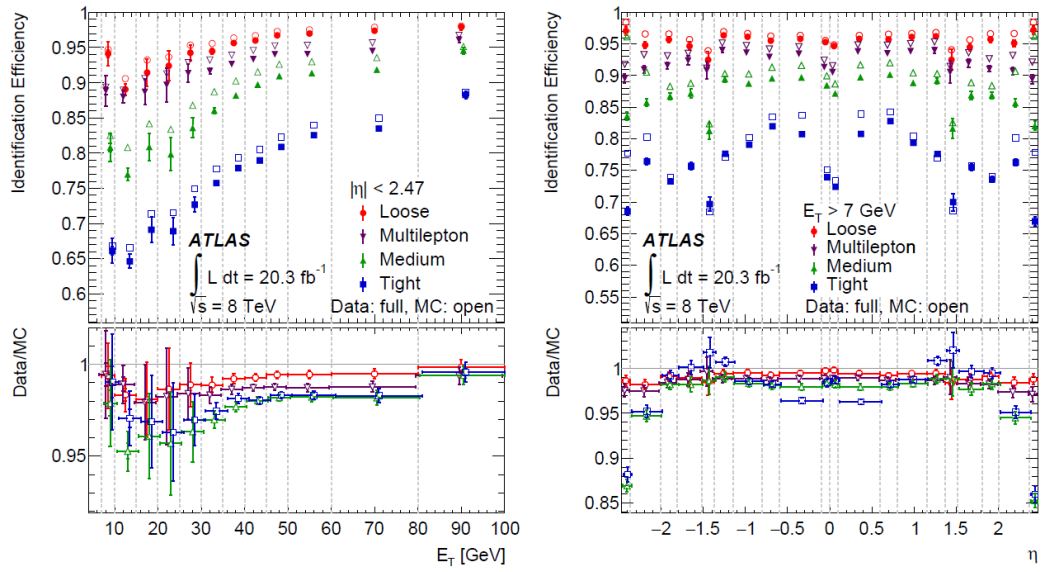 Identification Efficiency
1
0.95
0.9
0.85
0.8
0.75
0.7
0.65
0.6
|η| < 2.47
Loose
Multilepton
Medium
Tight
ATLAS
∫ L dt = 20.3 fb⁻¹
√s = 8 TeV
Data: full, MC: open
Data/MC
1
0.95
10 20 30 40 50 60 70 80 90 100
E_T [GeV]
Identification Efficiency
1
0.95
0.9
0.85
0.8
0.75
0.7
0.65
0.6
0.55
E_T > 7 GeV
Loose
Multilepton
Medium
Tight
ATLAS
∫ L dt = 20.3 fb⁻¹
√s = 8 TeV
Data: full, MC: open
Data/MC
1
0.95
0.9
0.85
−2 −1.5 −1 −0.5 0 0.5 1 1.5 2
η